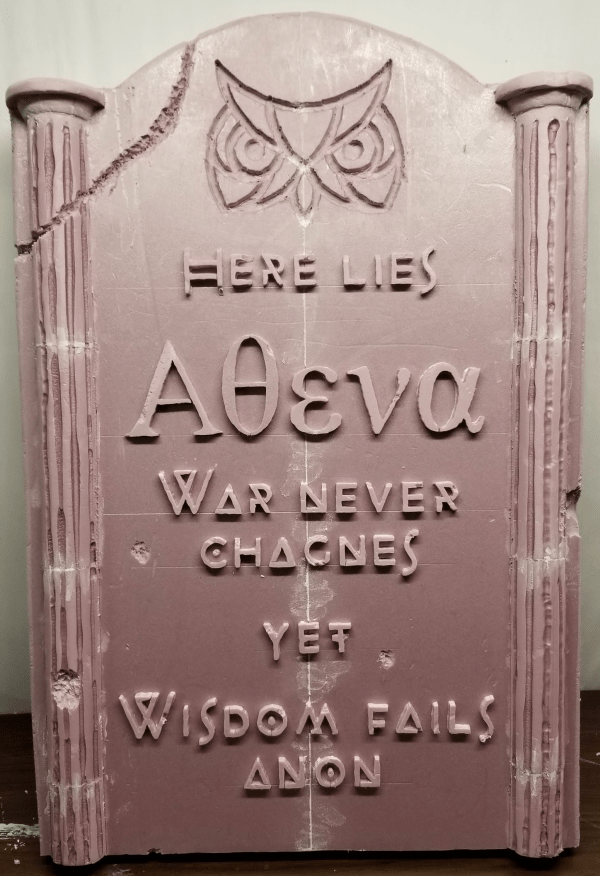 HERE LIES
Αθενα
WAR NEVER
CHAGNES
YET
WISDOM FAILS
ANON